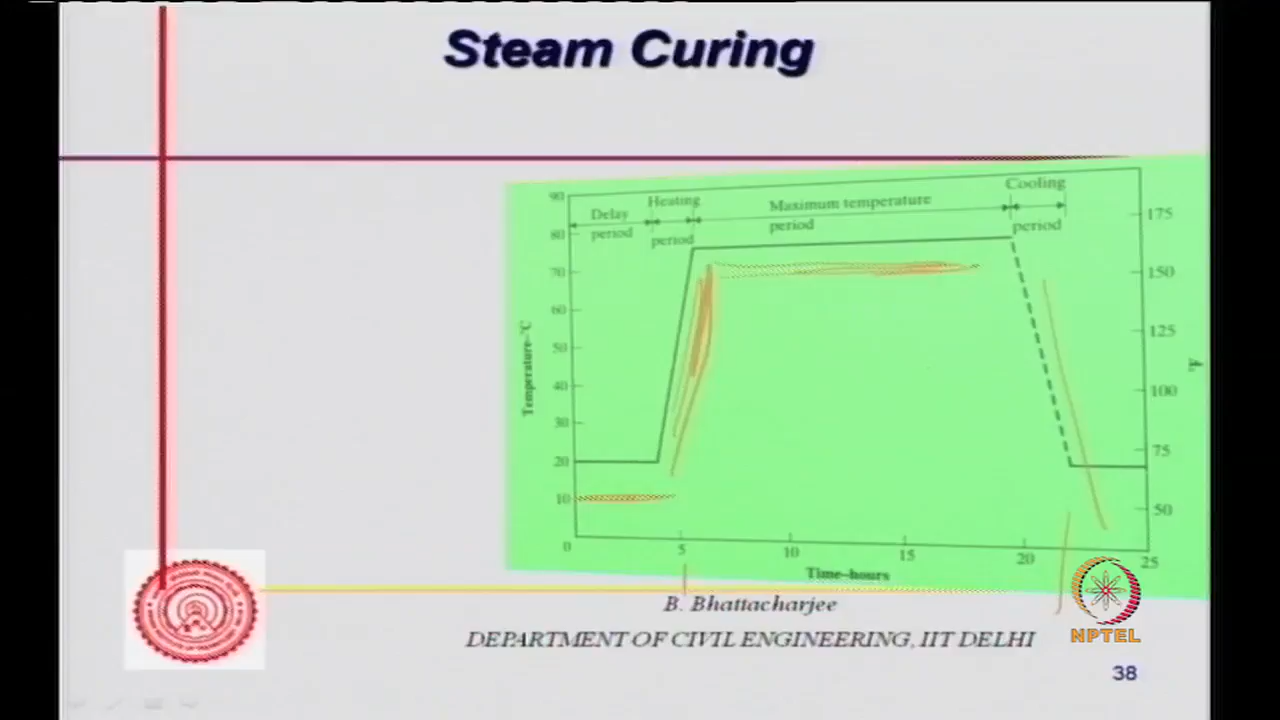 Steam Curing
Cooling
Heating
Maximum temperature
Delay
period
period
period
period
90
80
70
60
50
40
30
20
10
0
175
150
125
100
75
50
Temperature–°C
5
10
15
20
25
Time–hours
B. Bhattacharjee
DEPARTMENT OF CIVIL ENGINEERING, IIT DELHI
NPTEL
38